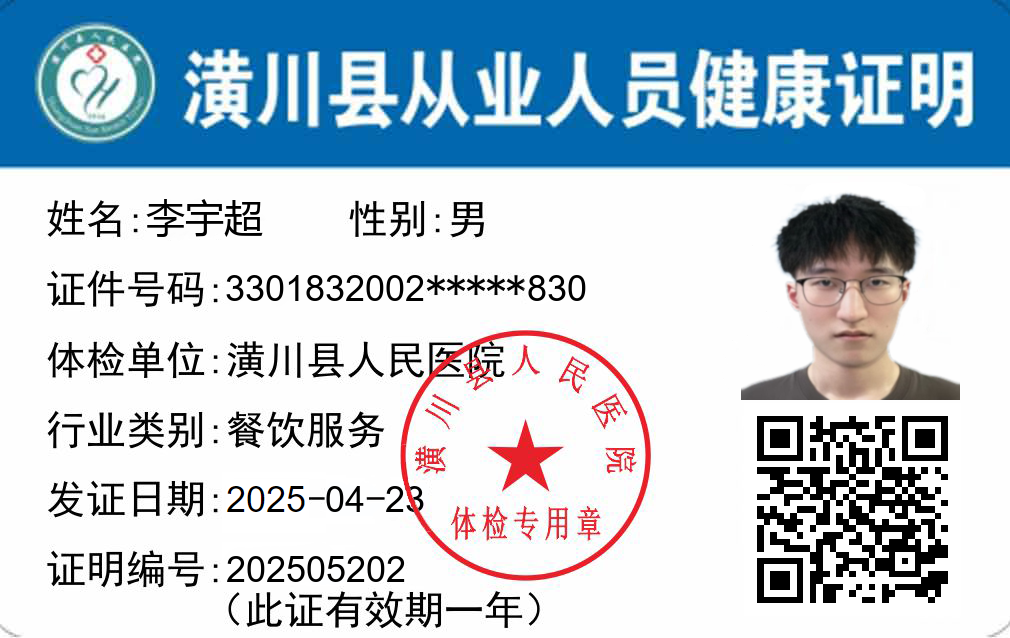 潢川县从业人员健康证明
姓名:李宇超 性别:男
证件号码:3301832002*****830
体检单位:潢川县人民医院
行业类别:餐饮服务
发证日期:2025-04-23
证明编号:202505202
（此证有效期一年）
潢川县人民医院
体检专用章